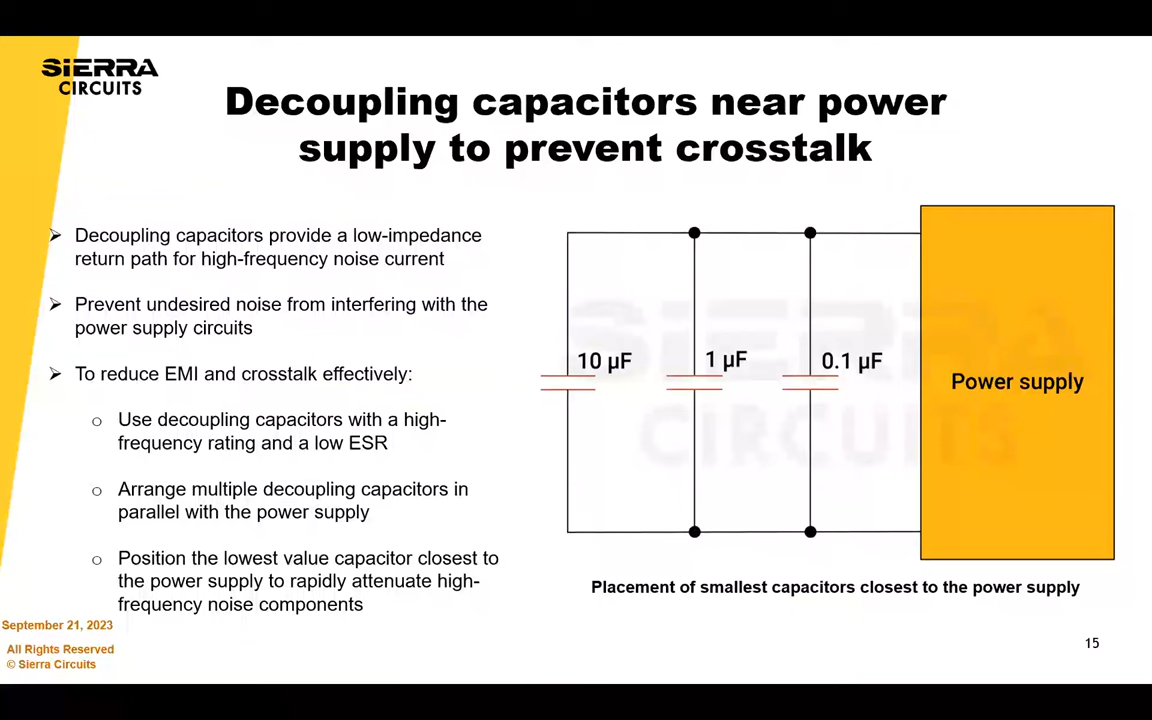 SIERRA
CIRCUITS
Decoupling capacitors near power
supply to prevent crosstalk
➢ Decoupling capacitors provide a low-impedance
return path for high-frequency noise current
➢ Prevent undesired noise from interfering with the
power supply circuits
➢ To reduce EMI and crosstalk effectively:
o Use decoupling capacitors with a high-
frequency rating and a low ESR
o Arrange multiple decoupling capacitors in
parallel with the power supply
o Position the lowest value capacitor closest to
the power supply to rapidly attenuate high-
frequency noise components
10 µF
1 µF
0.1 µF
Power supply
SIERRA
CIRCUITS
Placement of smallest capacitors closest to the power supply
September 21, 2023
All Rights Reserved
© Sierra Circuits
15